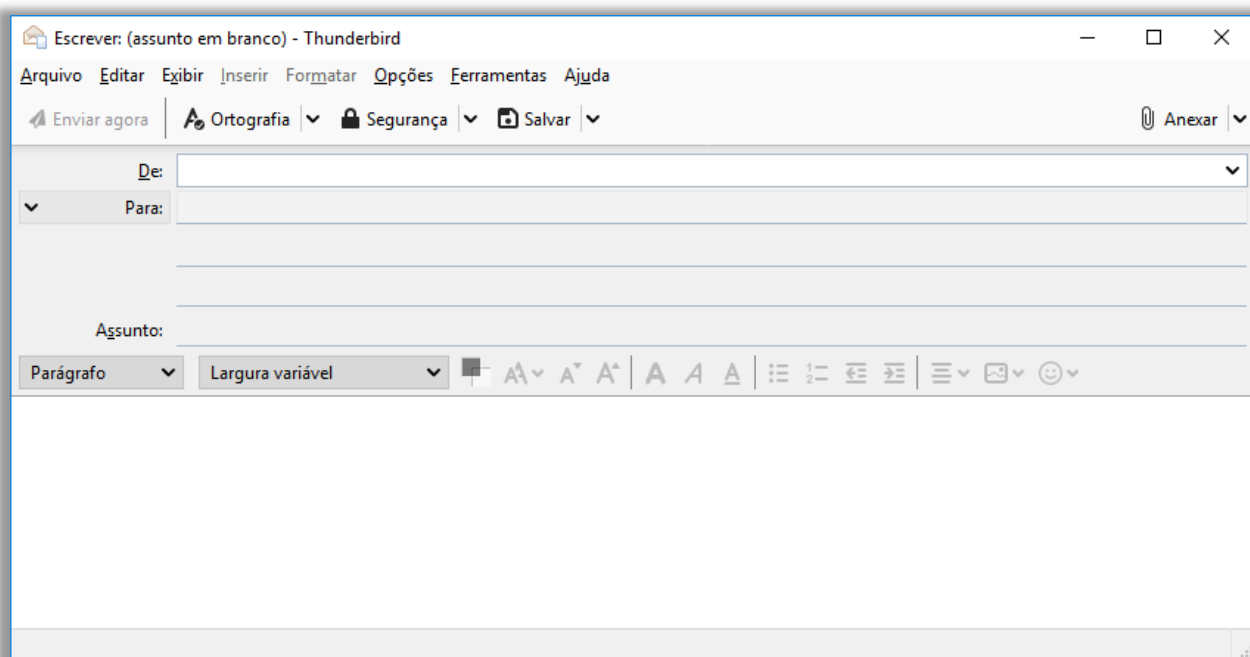 Escrever: (assunto em branco) - Thunderbird
Arquivo Editar Exibir Inserir Formatar Opções Ferramentas Ajuda
Enviar agora Ortografia Segurança Salvar Anexar
De:
Para:
Assunto:
Parágrafo Largura variável